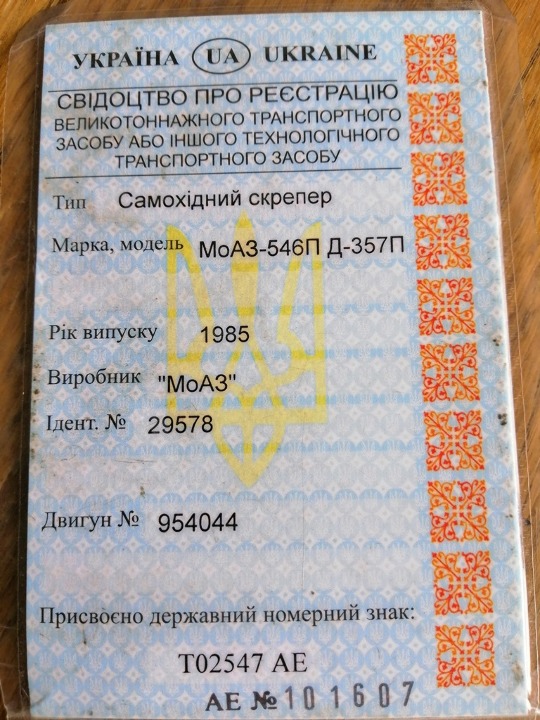 УКРАЇНА UA UKRAINE
СВІДОЦТВО ПРО РЕЄСТРАЦІЮ
ВЕЛИКОТОННАЖНОГО ТРАНСПОРТНОГО
ЗАСОБУ АБО ІНШОГО ТЕХНОЛОГІЧНОГО
ТРАНСПОРТНОГО ЗАСОБУ
Тип Самохідний скрепер
Марка, модель МоАЗ-546П Д-357П
Рік випуску 1985
Виробник "МоАЗ"
Ідент. № 29578
Двигун № 954044
Присвоєно державний номерний знак:
Т02547 АЕ
АЕ № 101607